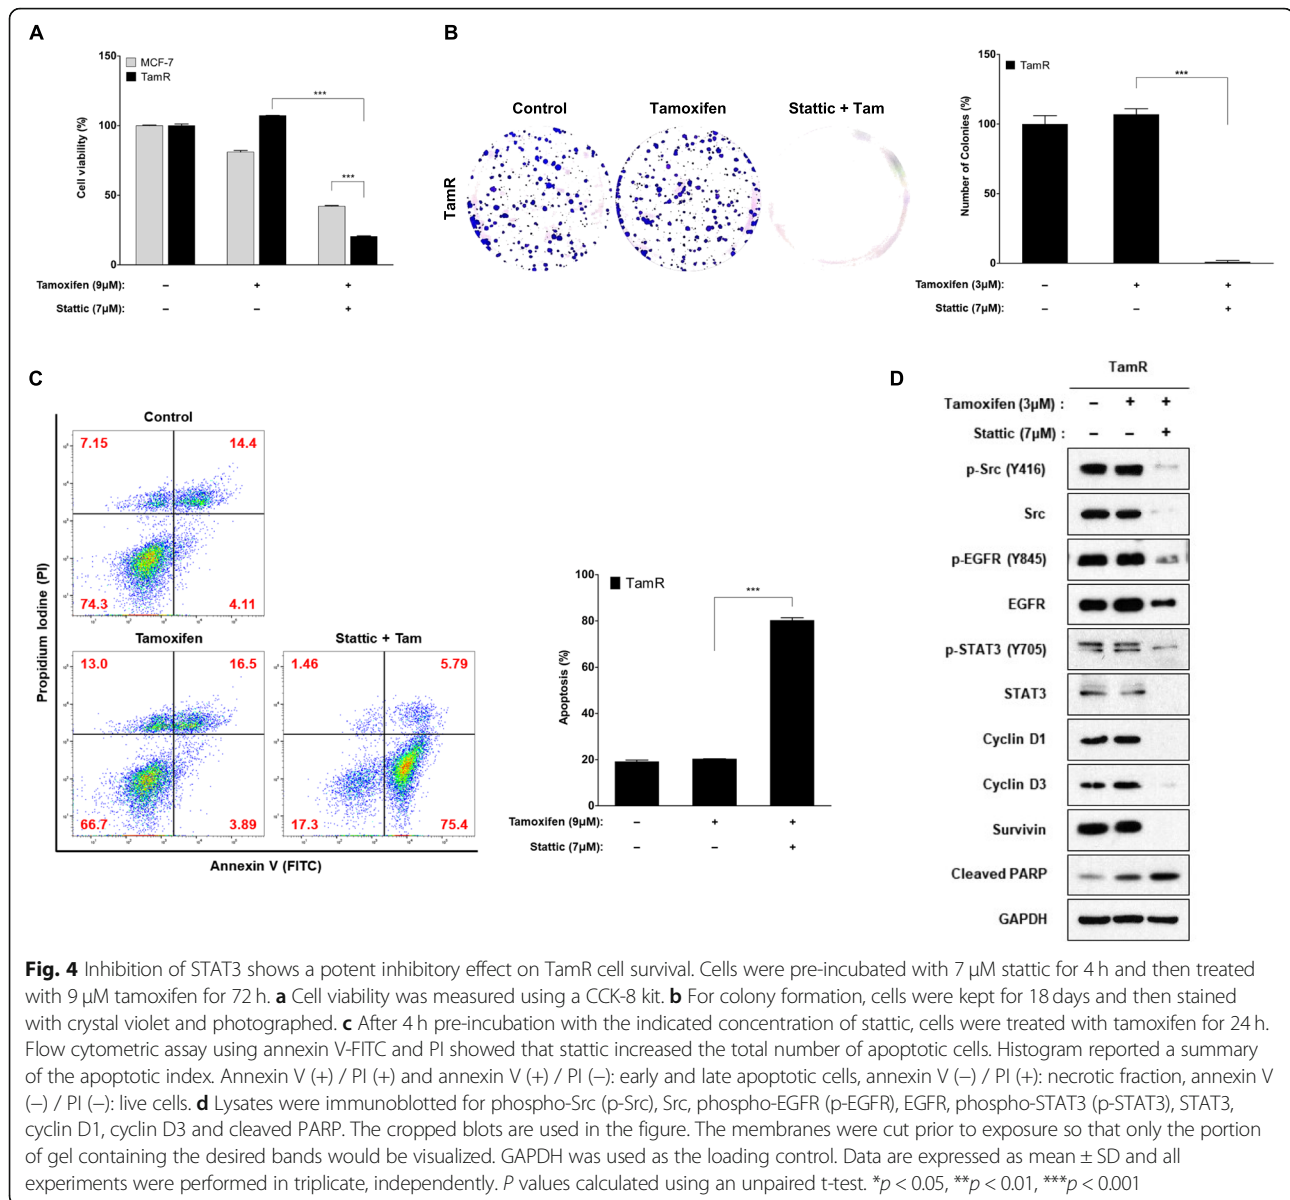 A
150
100
50
0
Cell viability (%)
MCF-7
TamR
***
***
Tamoxifen (9µM): – + +
Stattic (7µM): – – +
B
Control Tamoxifen Stattic + Tam
TamR
150
100
50
0
Number of Colonies (%)
TamR
***
Tamoxifen (3µM): – + +
Stattic (7µM): – – +
C
Propidium Iodine (PI)
Control
7.15 14.4
74.3 4.11
Tamoxifen
13.0 16.5
66.7 3.89
Stattic + Tam
1.46 5.79
17.3 75.4
Annexin V (FITC)
100
80
60
40
20
0
Apoptosis (%)
TamR
***
Tamoxifen (9µM): – + +
Stattic (7µM): – – +
D
TamR
Tamoxifen (3µM) : – + +
Stattic (7µM) : – – +
p-Src (Y416)
Src
p-EGFR (Y845)
EGFR
p-STAT3 (Y705)
STAT3
Cyclin D1
Cyclin D3
Survivin
Cleaved PARP
GAPDH
Fig. 4 Inhibition of STAT3 shows a potent inhibitory effect on TamR cell survival. Cells were pre-incubated with 7 µM stattic for 4 h and then treated
with 9 µM tamoxifen for 72 h. a Cell viability was measured using a CCK-8 kit. b For colony formation, cells were kept for 18 days and then stained
with crystal violet and photographed. c After 4 h pre-incubation with the indicated concentration of stattic, cells were treated with tamoxifen for 24 h.
Flow cytometric assay using annexin V-FITC and PI showed that stattic increased the total number of apoptotic cells. Histogram reported a summary
of the apoptotic index. Annexin V (+) / PI (+) and annexin V (+) / PI (−): early and late apoptotic cells, annexin V (−) / PI (+): necrotic fraction, annexin V
(−) / PI (−): live cells. d Lysates were immunoblotted for phospho-Src (p-Src), Src, phospho-EGFR (p-EGFR), EGFR, phospho-STAT3 (p-STAT3), STAT3,
cyclin D1, cyclin D3 and cleaved PARP. The cropped blots are used in the figure. The membranes were cut prior to exposure so that only the portion
of gel containing the desired bands would be visualized. GAPDH was used as the loading control. Data are expressed as mean ± SD and all
experiments were performed in triplicate, independently. P values calculated using an unpaired t-test. *p < 0.05, **p < 0.01, ***p < 0.001